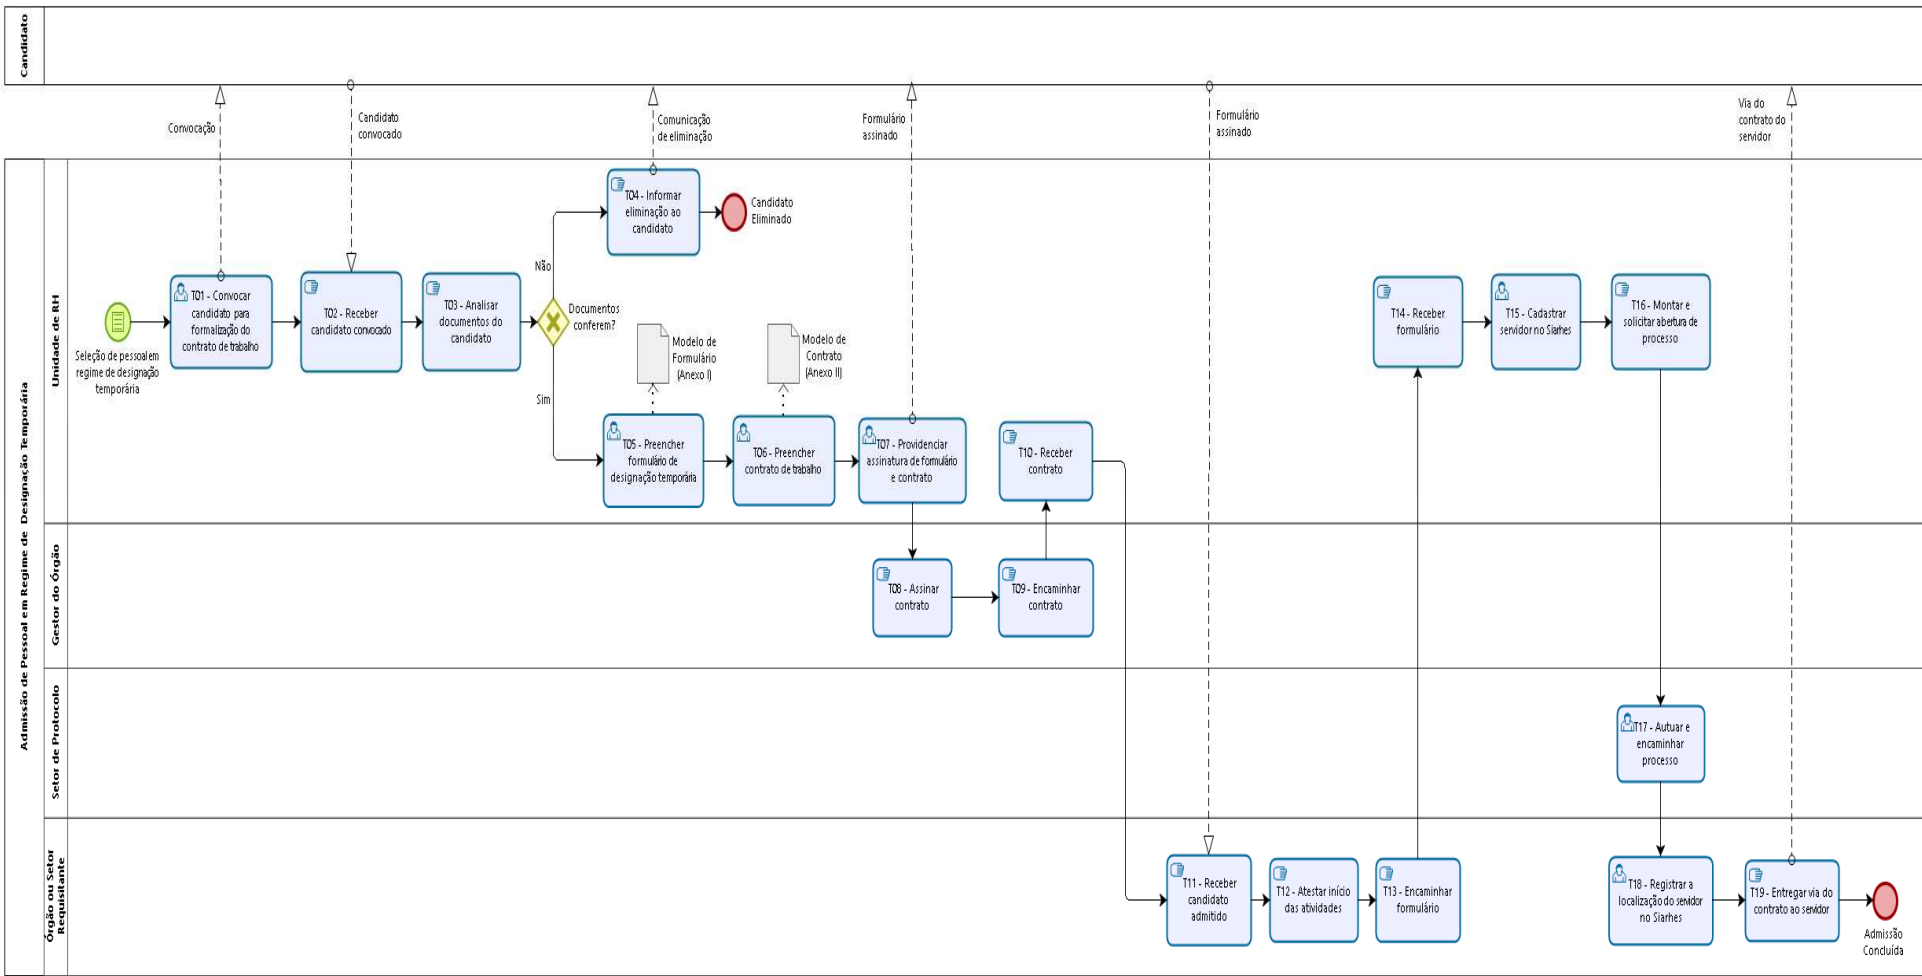 Candidato
Convocação
Candidato
convocado
Comunicação
de eliminação
Formulário
assinado
Formulário
assinado
Via do
contrato do
servidor
Admissão de Pessoal em Regime de Designação Temporária
Unidade de RH
T04 - Informar
eliminação ao
candidato
Candidato
Eliminado
Não
Seleção de pessoal em
regime de designação
temporária
T01 - Convocar
candidato para
formalização do
contrato de trabalho
T02 - Receber
candidato convocado
T03 - Analisar
documentos do
candidato
Documentos
conferem?
Sim
Modelo de
Formulário
(Anexo I)
Modelo de
Contrato
(Anexo II)
T05 - Preencher
formulário de
designação temporária
T06 - Preencher
contrato de trabalho
T07 - Providenciar
assinatura de formulário
e contrato
T10 - Receber
contrato
T14 - Receber
formulário
T15 - Cadastrar
servidor no Siarhes
T16 - Montar e
solicitar abertura de
processo
Gestor do Órgão
T08 - Assinar
contrato
T09 - Encaminhar
contrato
Setor de Protocolo
T17 - Autuar e
encaminhar
processo
Órgão ou Setor
Requisitante
T11 - Receber
candidato
admitido
T12 - Atestar início
das atividades
T13 - Encaminhar
formulário
T18 - Registrar a
localização do servidor
no Siarhes
T19 - Entregar via do
contrato ao servidor
Admissão
Concluída